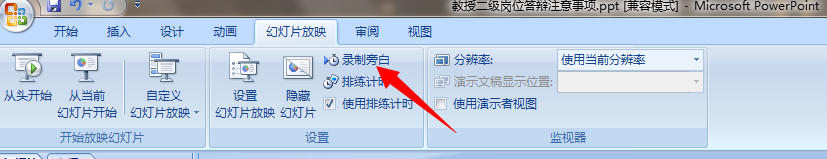 教授二级岗位答辩注意事项.ppt [兼容模式] - Microsoft PowerPoint
开始 插入 设计 动画 幻灯片放映 审阅 视图
从头开始
从当前
幻灯片开始
自定义
幻灯片放映
开始放映幻灯片
设置
幻灯片放映
隐藏
幻灯片
录制旁白
排练计时
使用排练计时
设置
分辨率: 使用当前分辨率
演示文稿显示位置:
使用演示者视图
监视器